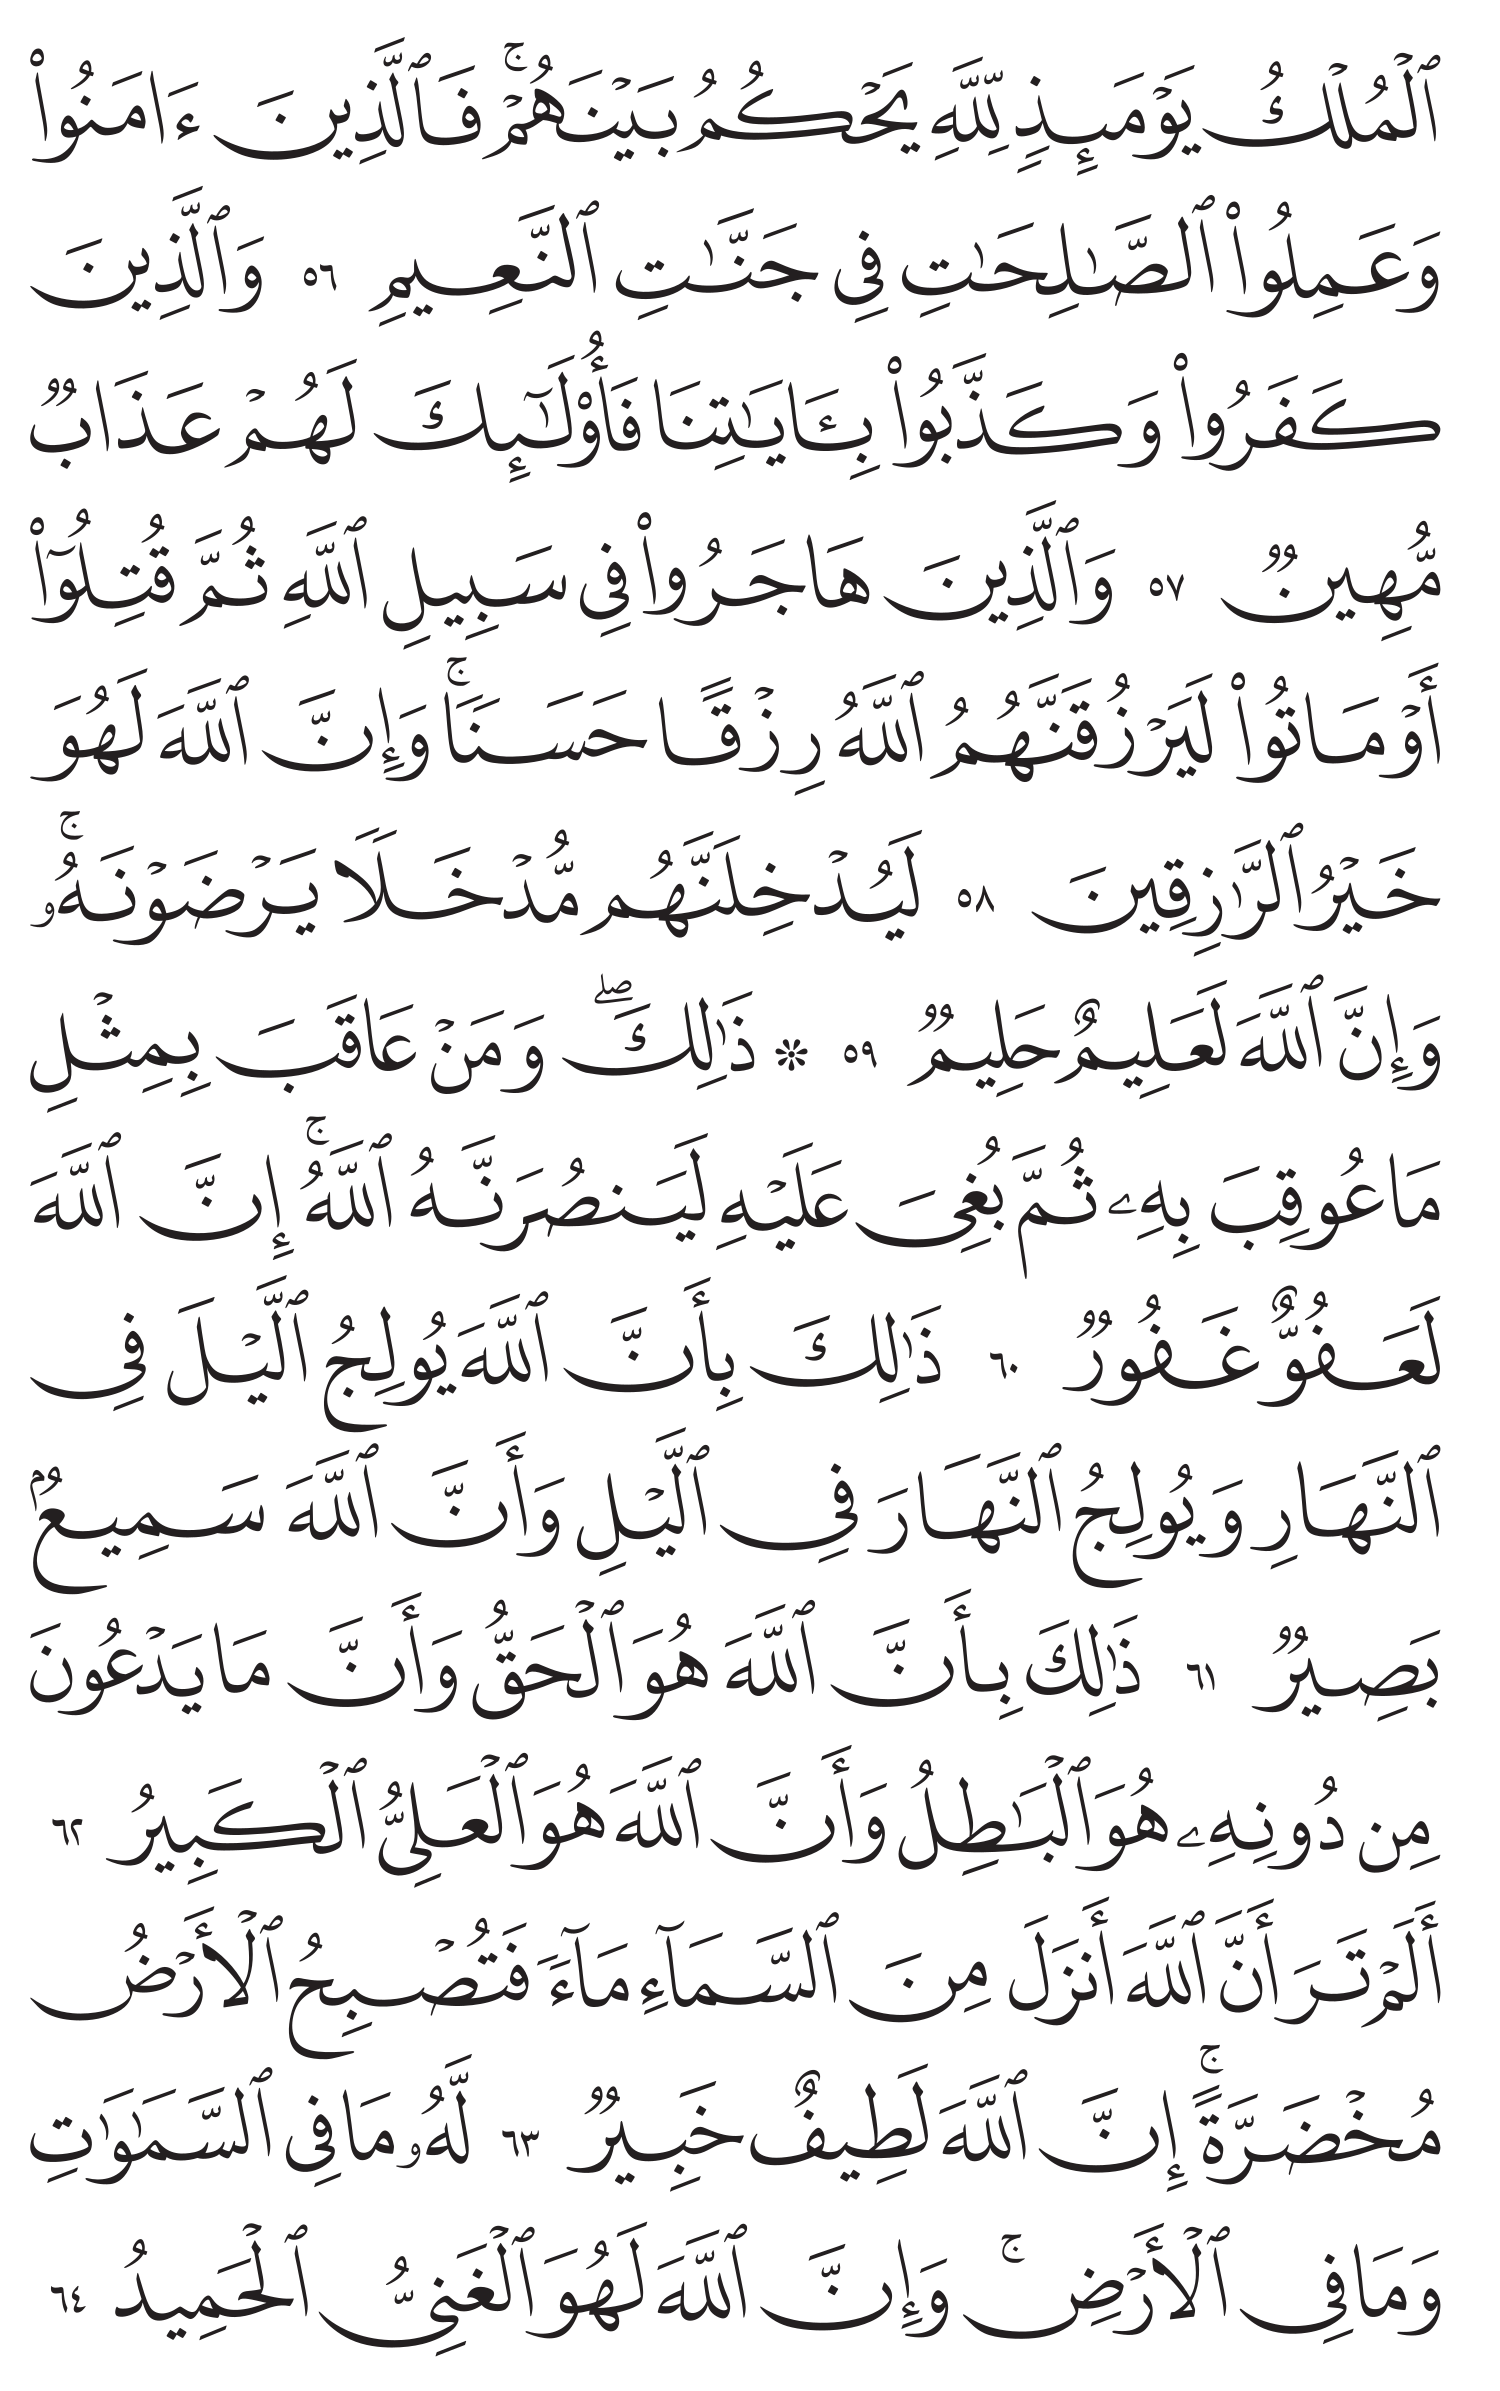 ٱلۡمُلۡكُ يَوۡمَئِذٖ لِّلَّهِ يَحۡكُمُ بَيۡنَهُمۡۚ فَٱلَّذِينَ ءَامَنُواْ
وَعَمِلُواْ ٱلصَّٰلِحَٰتِ فِي جَنَّٰتِ ٱلنَّعِيمِ ٥٦ وَٱلَّذِينَ
كَفَرُواْ وَكَذَّبُواْ بِـَٔايَٰتِنَا فَأُوْلَٰٓئِكَ لَهُمۡ عَذَابٞ
مُّهِينٞ ٥٧ وَٱلَّذِينَ هَاجَرُواْ فِي سَبِيلِ ٱللَّهِ ثُمَّ قُتِلُوٓاْ
أَوۡ مَاتُواْ لَيَرۡزُقَنَّهُمُ ٱللَّهُ رِزۡقًا حَسَنٗاۚ وَإِنَّ ٱللَّهَ لَهُوَ
خَيۡرُ ٱلرَّٰزِقِينَ ٥٨ لَيُدۡخِلَنَّهُم مُّدۡخَلٗا يَرۡضَوۡنَهُۥۚ
وَإِنَّ ٱللَّهَ لَعَلِيمٌ حَلِيمٞ ٥٩ ۞ ذَٰلِكَۖ وَمَنۡ عَاقَبَ بِمِثۡلِ
مَا عُوقِبَ بِهِۦ ثُمَّ بُغِيَ عَلَيۡهِ لَيَنصُرَنَّهُ ٱللَّهُۚ إِنَّ ٱللَّهَ
لَعَفُوٌّ غَفُورٞ ٦٠ ذَٰلِكَ بِأَنَّ ٱللَّهَ يُولِجُ ٱلَّيۡلَ فِي
ٱلنَّهَارِ وَيُولِجُ ٱلنَّهَارَ فِي ٱلَّيۡلِ وَأَنَّ ٱللَّهَ سَمِيعُۢ
بَصِيرٞ ٦١ ذَٰلِكَ بِأَنَّ ٱللَّهَ هُوَ ٱلۡحَقُّ وَأَنَّ مَا يَدۡعُونَ
مِن دُونِهِۦ هُوَ ٱلۡبَٰطِلُ وَأَنَّ ٱللَّهَ هُوَ ٱلۡعَلِيُّ ٱلۡكَبِيرُ ٦٢
أَلَمۡ تَرَ أَنَّ ٱللَّهَ أَنزَلَ مِنَ ٱلسَّمَآءِ مَآءٗ فَتُصۡبِحُ ٱلۡأَرۡضُ
مُخۡضَرَّةًۚ إِنَّ ٱللَّهَ لَطِيفٌ خَبِيرٞ ٦٣ لَّهُۥ مَا فِي ٱلسَّمَٰوَٰتِ
وَمَا فِي ٱلۡأَرۡضِۚ وَإِنَّ ٱللَّهَ لَهُوَ ٱلۡغَنِيُّ ٱلۡحَمِيدُ ٦٤